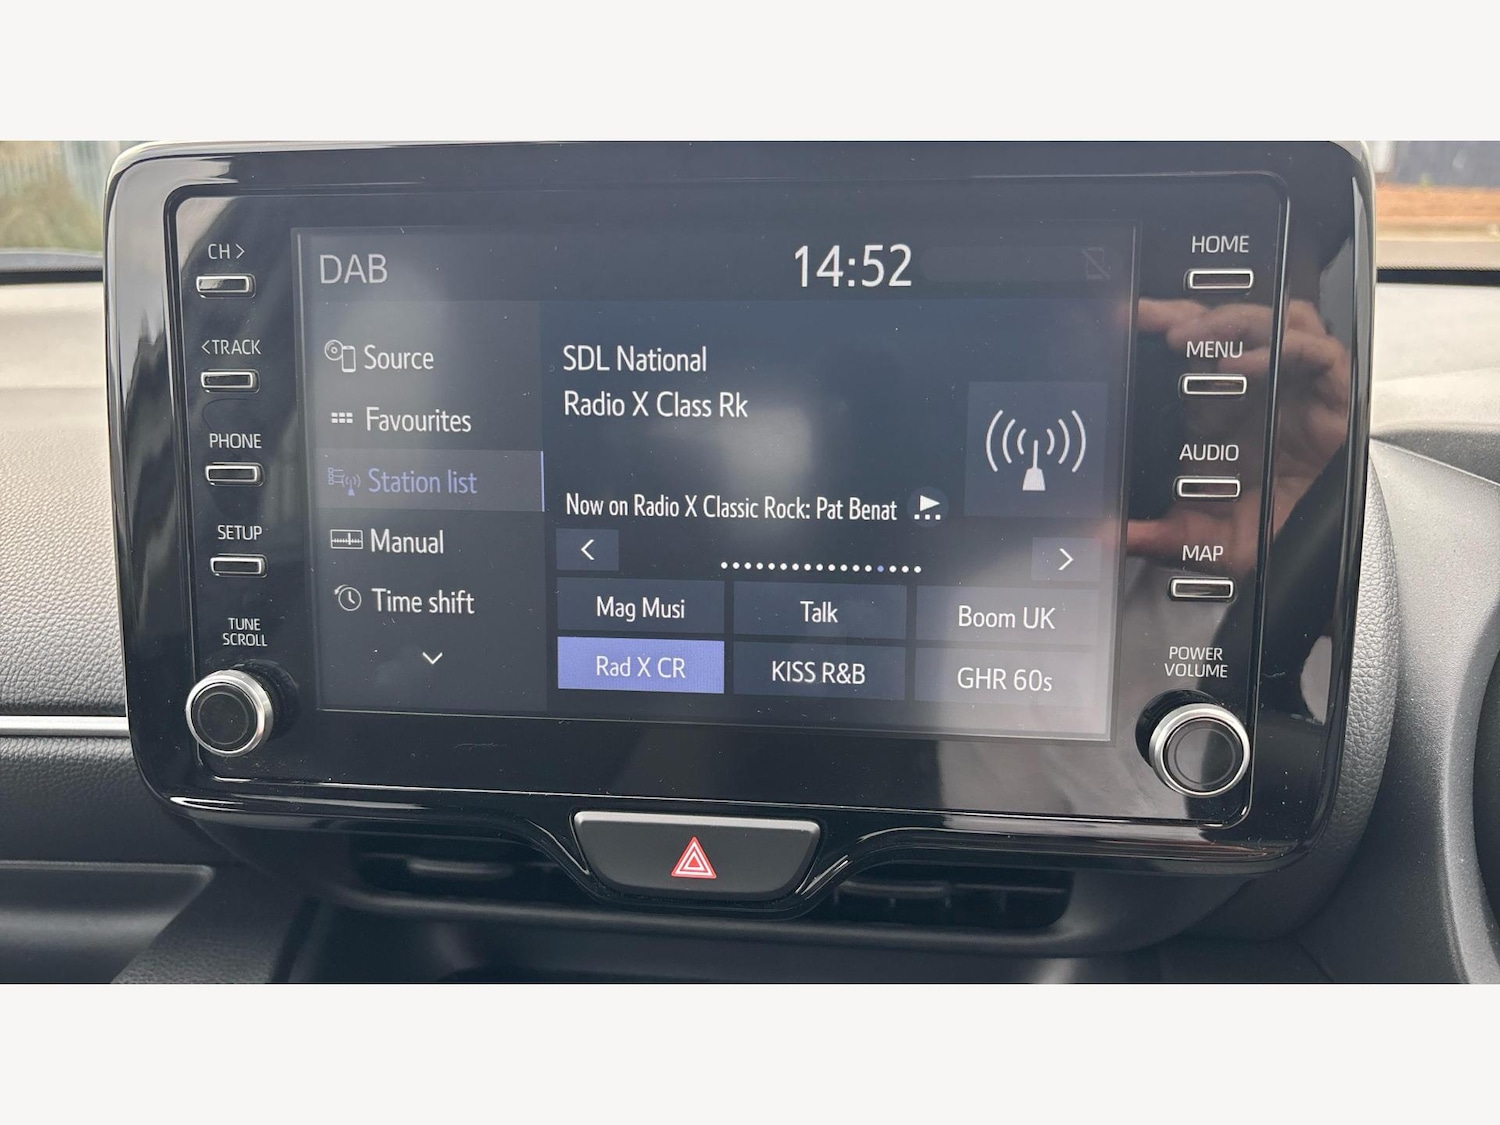 CH >
< TRACK
PHONE
SETUP
TUNE
SCROLL
DAB
14:52
Source
Favourites
Station list
Manual
Time shift
SDL National
Radio X Class Rk
Now on Radio X Classic Rock: Pat Benat
Mag Musi
Talk
Boom UK
Rad X CR
KISS R&B
GHR 60s
HOME
MENU
AUDIO
MAP
POWER
VOLUME